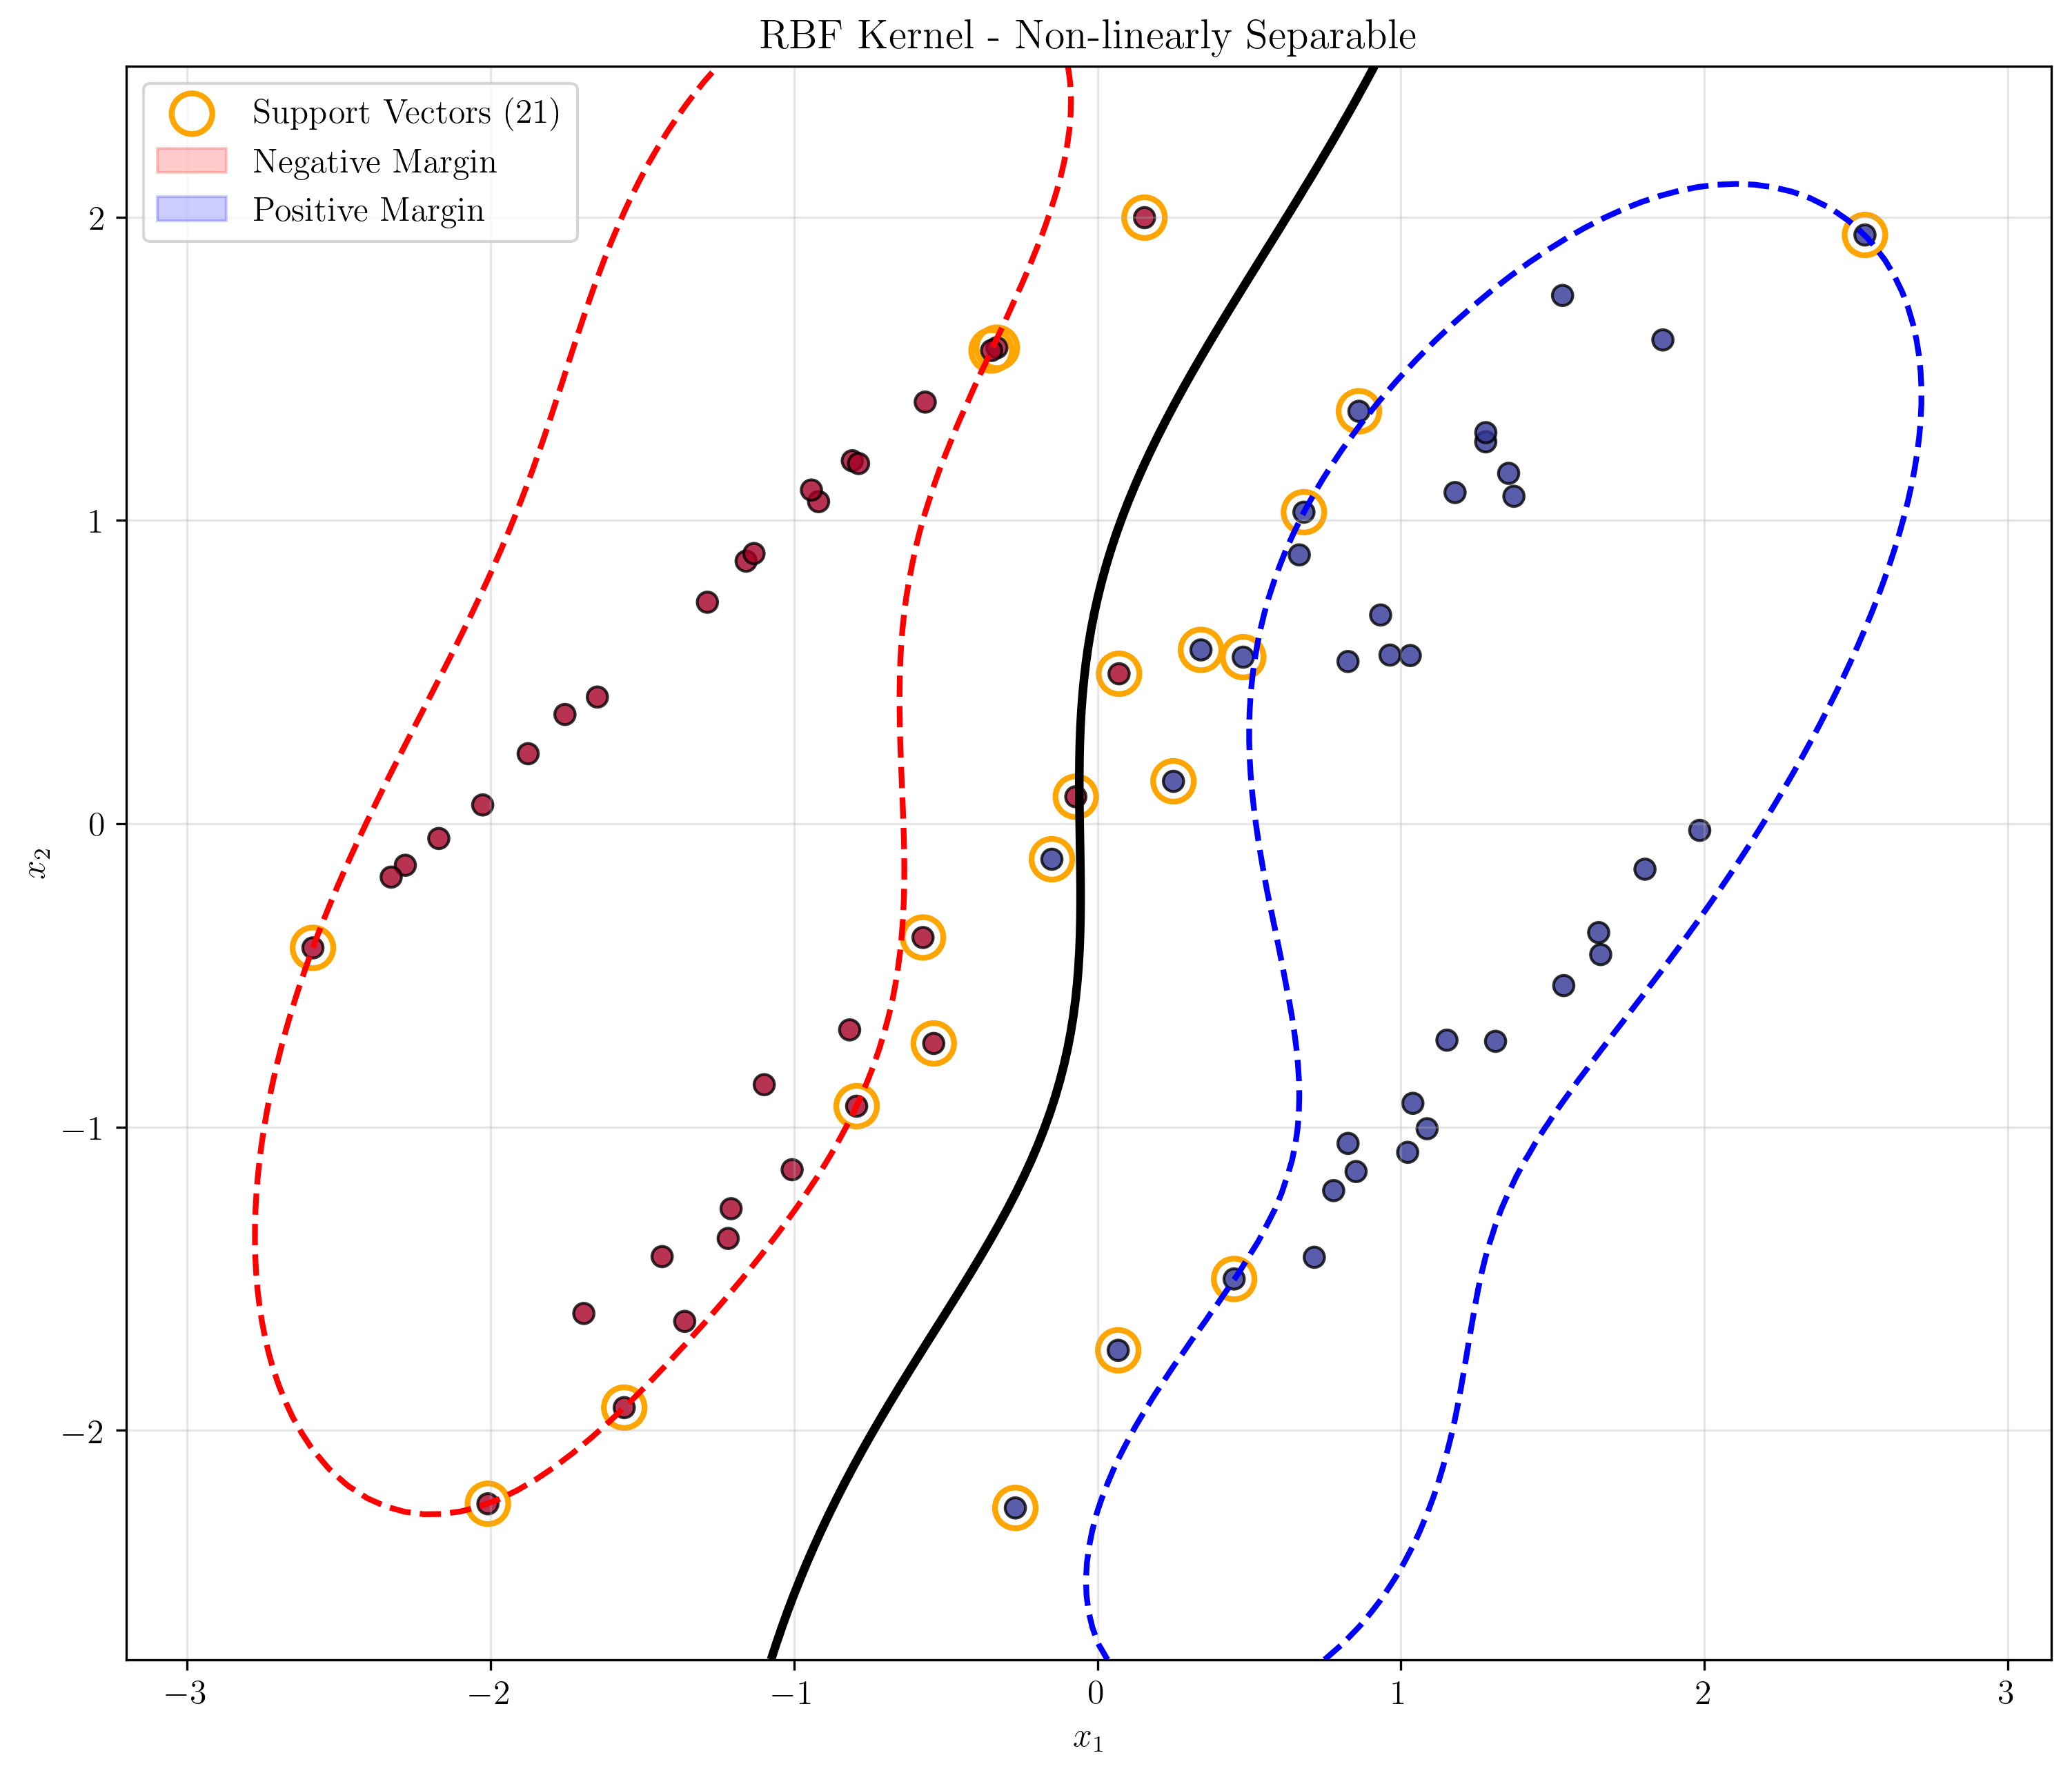 RBF Kernel - Non-linearly Separable
Support Vectors (21)
Negative Margin
Positive Margin
2
1
0
−1
−2
x₂
−3
−2
−1
0
1
2
3
x₁